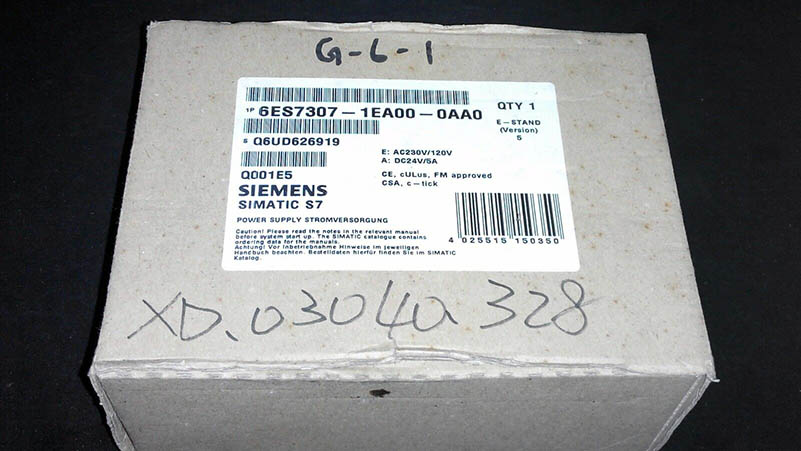 G-6-1
1P 6ES7307-1EA00-0AA0
QTY 1
E-STAND
(Version)
5
S Q6UD626919
E: AC230V/120V
A: DC24V/5A
Q001E5
CE, cULus, FM approved
CSA, c-tick
SIEMENS
SIMATIC S7
POWER SUPPLY STROMVERSORGUNG
Caution! Please read the notes in the relevant manual
before system start up. The SIMATIC catalogue contains
ordering data for the manuals.
Achtung! Vor Inbetriebnahme Hinweise im jeweiligen
Handbuch beachten. Bestelldaten hierfür finden Sie im SIMATIC
Katalog.
4 025515 150350
XD.03040 328